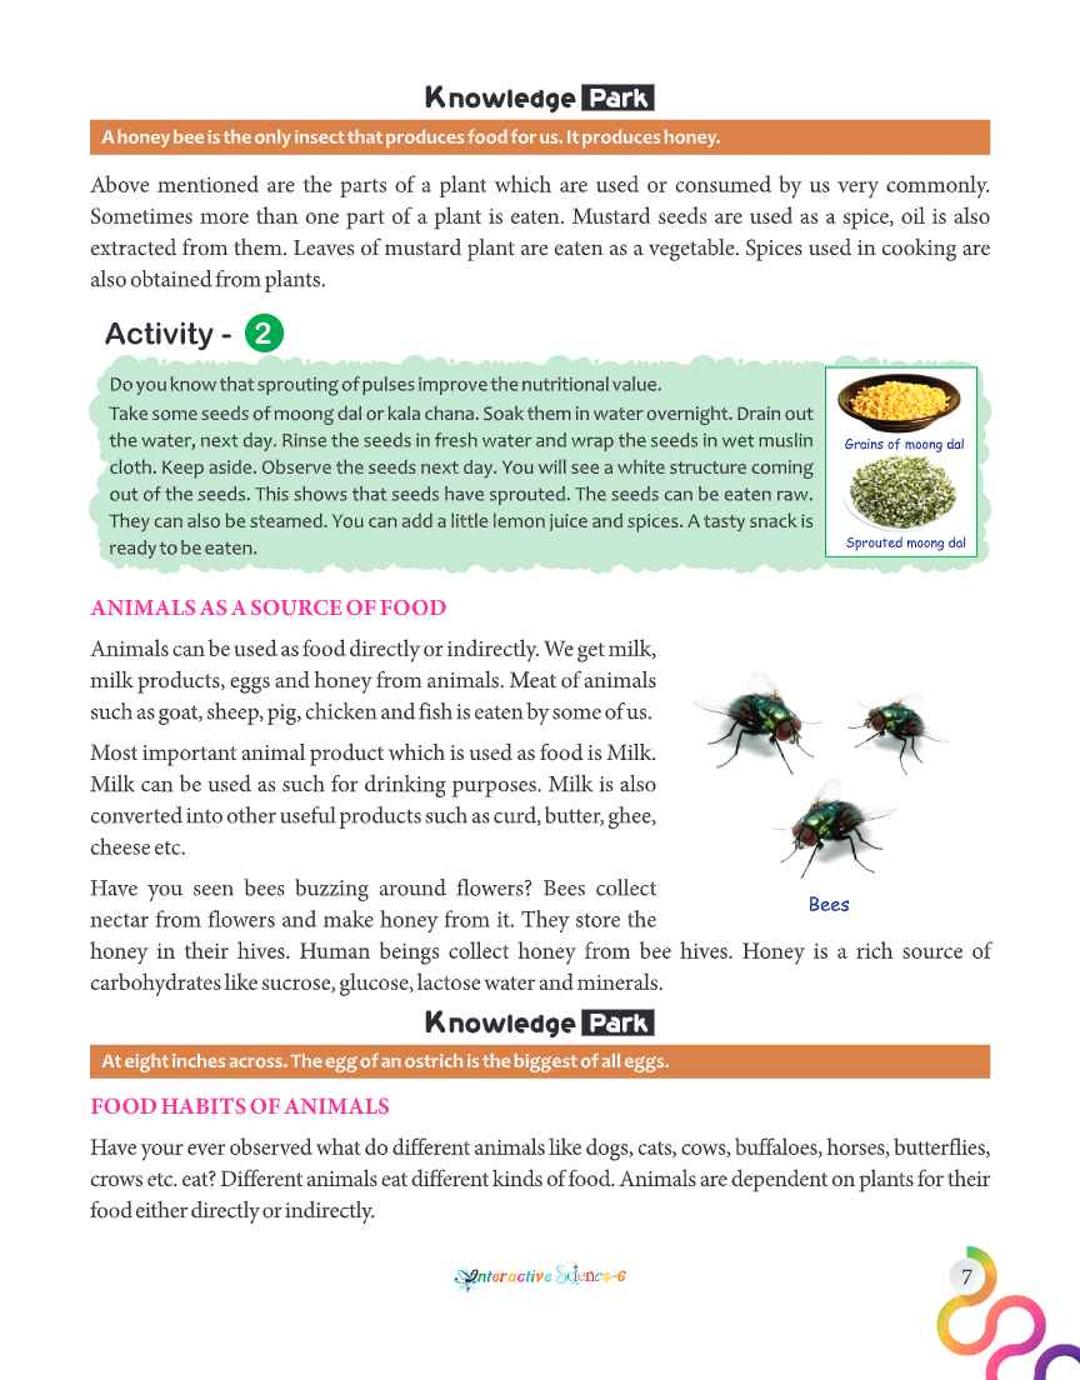 Knowledge Park
A honey bee is the only insect that produces food for us. It produces honey.
Above mentioned are the parts of a plant which are used or consumed by us very commonly.
Sometimes more than one part of a plant is eaten. Mustard seeds are used as a spice, oil is also
extracted from them. Leaves of mustard plant are eaten as a vegetable. Spices used in cooking are
also obtained from plants.
Activity - 2
Do you know that sprouting of pulses improve the nutritional value.
Take some seeds of moong dal or kala chana. Soak them in water overnight. Drain out
the water, next day. Rinse the seeds in fresh water and wrap the seeds in wet muslin
cloth. Keep aside. Observe the seeds next day. You will see a white structure coming
out of the seeds. This shows that seeds have sprouted. The seeds can be eaten raw.
They can also be steamed. You can add a little lemon juice and spices. A tasty snack is
ready to be eaten.
Grains of moong dal
Sprouted moong dal
ANIMALS AS A SOURCE OF FOOD
Animals can be used as food directly or indirectly. We get milk,
milk products, eggs and honey from animals. Meat of animals
such as goat, sheep, pig, chicken and fish is eaten by some of us.
Most important animal product which is used as food is Milk.
Milk can be used as such for drinking purposes. Milk is also
converted into other useful products such as curd, butter, ghee,
cheese etc.
Have you seen bees buzzing around flowers? Bees collect
nectar from flowers and make honey from it. They store the
honey in their hives. Human beings collect honey from bee hives. Honey is a rich source of
carbohydrates like sucrose, glucose, lactose water and minerals.
Bees
Knowledge Park
At eight inches across. The egg of an ostrich is the biggest of all eggs.
FOOD HABITS OF ANIMALS
Have your ever observed what do different animals like dogs, cats, cows, buffaloes, horses, butterflies,
crows etc. eat? Different animals eat different kinds of food. Animals are dependent on plants for their
food either directly or indirectly.
Interactive Science-6
7